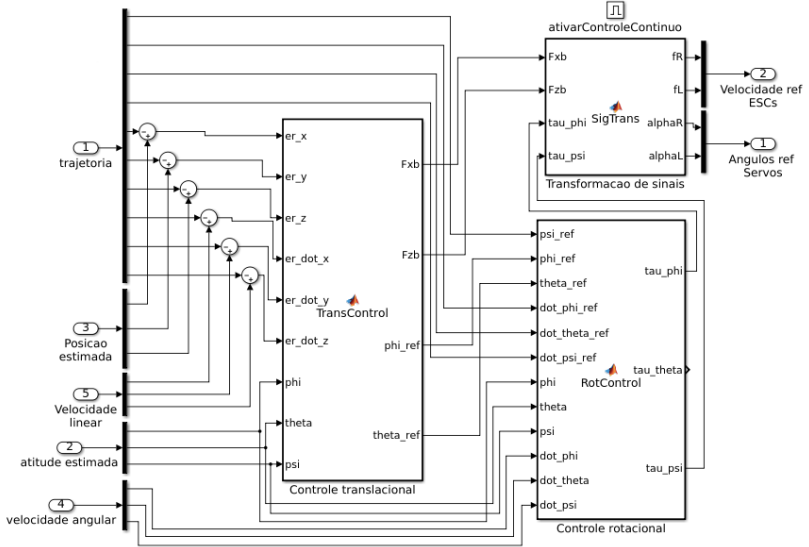 ativarControleContinuo
1
trajetoria
3
Posicao
estimada
5
Velocidade
linear
2
atitude estimada
4
velocidade angular
er_x
er_y
er_z
er_dot_x
er_dot_y
er_dot_z
phi
theta
psi
TransControl
Fxb
Fzb
phi_ref
theta_ref
Controle translacional
Fxb
Fzb
tau_phi
tau_psi
SigTrans
fR
fL
alphaR
alphaL
Transformacao de sinais
2
Velocidade ref
ESCs
1
Angulos ref
Servos
psi_ref
phi_ref
theta_ref
dot_phi_ref
dot_theta_ref
dot_psi_ref
phi
theta
psi
dot_phi
dot_theta
dot_psi
RotControl
tau_phi
tau_theta
tau_psi
Controle rotacional